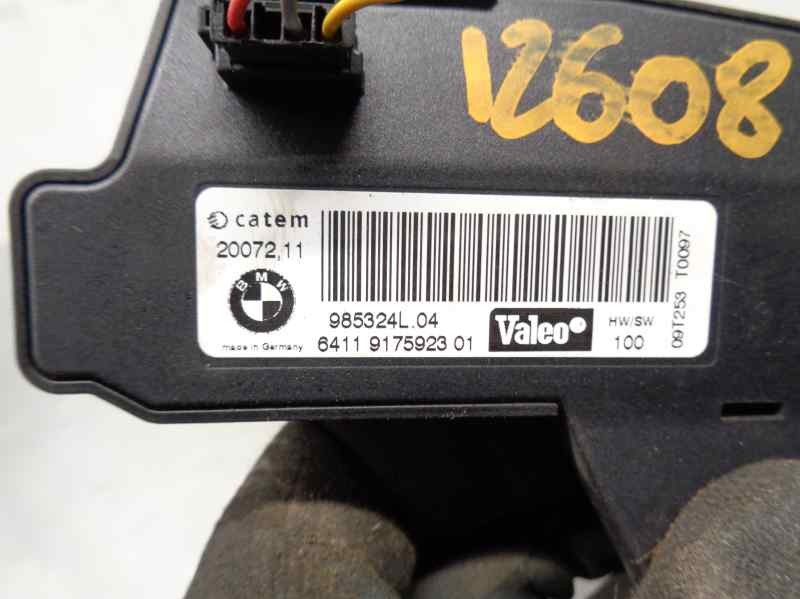 12608
catem
20072,11
BMW
made in Germany
985324L.04
6411 9175923 01
Valeo
HW/SW
100
09T253 T0097